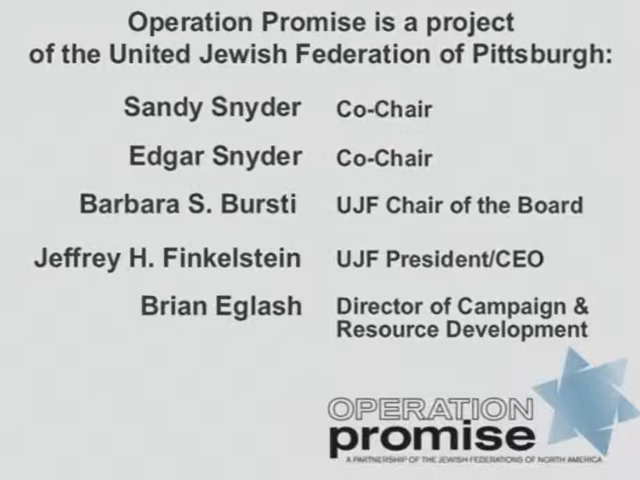 Operation Promise is a project
of the United Jewish Federation of Pittsburgh:
Sandy Snyder Co-Chair
Edgar Snyder Co-Chair
Barbara S. Bursti UJF Chair of the Board
Jeffrey H. Finkelstein UJF President/CEO
Brian Eglash Director of Campaign &
Resource Development
OPERATION
promise
A PARTNERSHIP OF THE JEWISH FEDERATIONS OF NORTH AMERICA